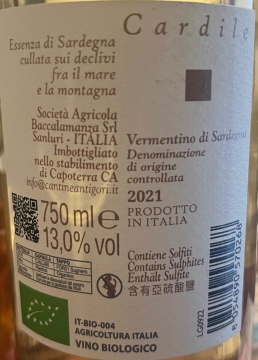 Cardile
Essenza di Sardegna
cullata sui declivi
fra il mare
e la montagna
Società Agricola
Baccalamanza Srl
Sanluri - ITALIA
Imbottigliato
nello stabilimento
di Capoterra CA
info@cantineantigori.it
Vermentino di Sardegna
Denominazione
di origine
controllata
2021
PRODOTTO
IN ITALIA
750 ml e
13,0% vol
Contiene Solfiti
Contains Sulphites
Enthält Sulfite
含有亞硫酸鹽
LG0922
IT-BIO-004
AGRICOLTURA ITALIA
VINO BIOLOGICO